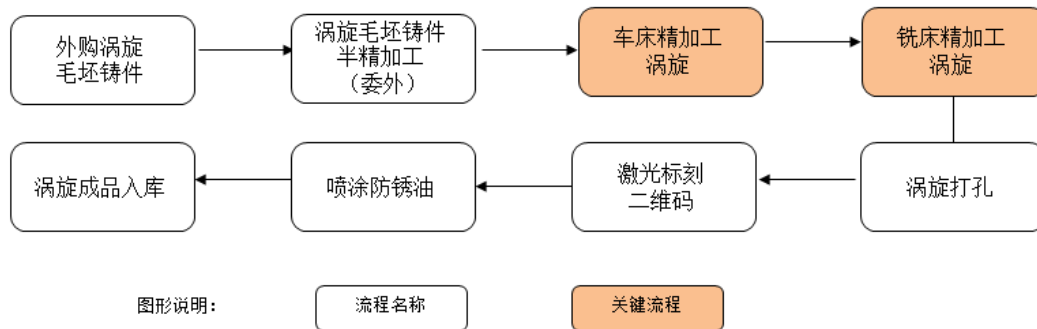 外购涡旋
毛坯铸件
涡旋毛坯铸件
半精加工
（委外）
车床精加工
涡旋
铣床精加工
涡旋
涡旋成品入库
喷涂防锈油
激光标刻
二维码
涡旋打孔
图形说明：
流程名称
关键流程